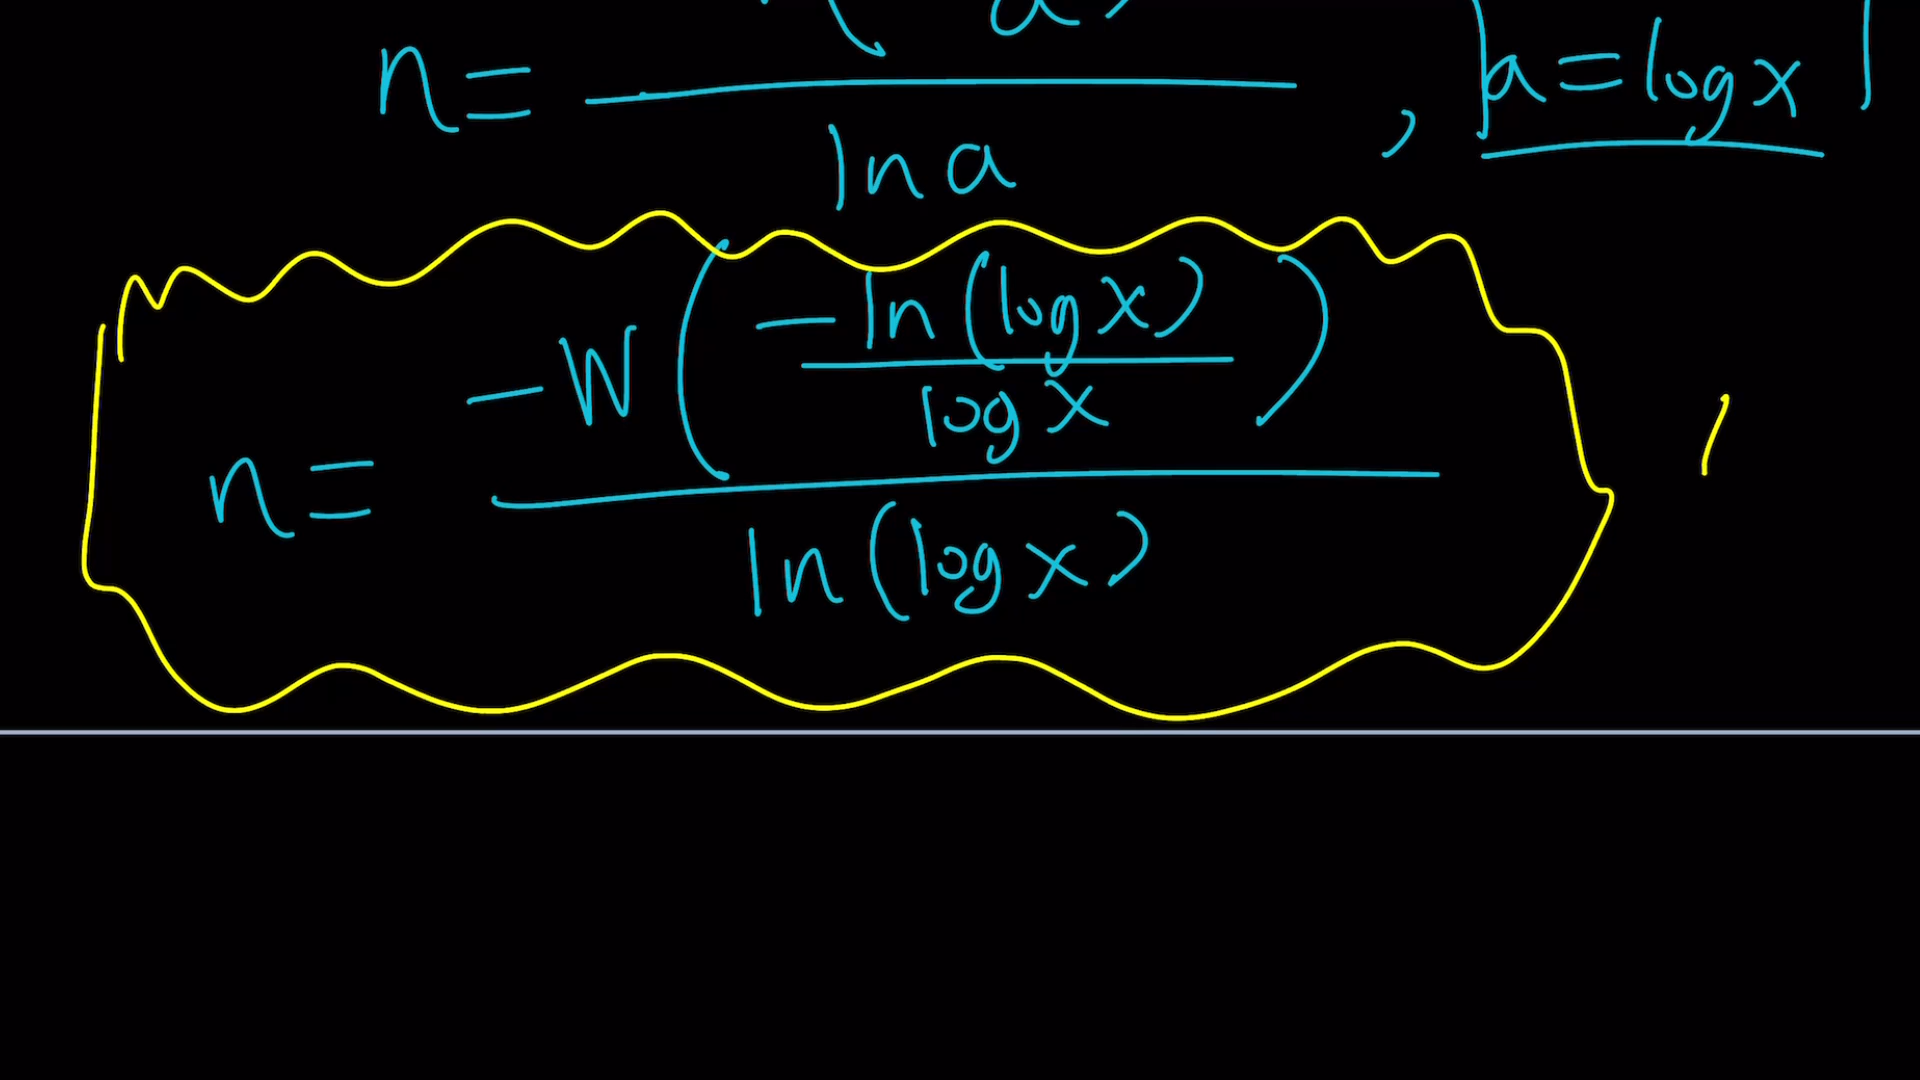 n = / ln a , a = log x
n = -W( -ln(log x) / log x ) / ln(log x)